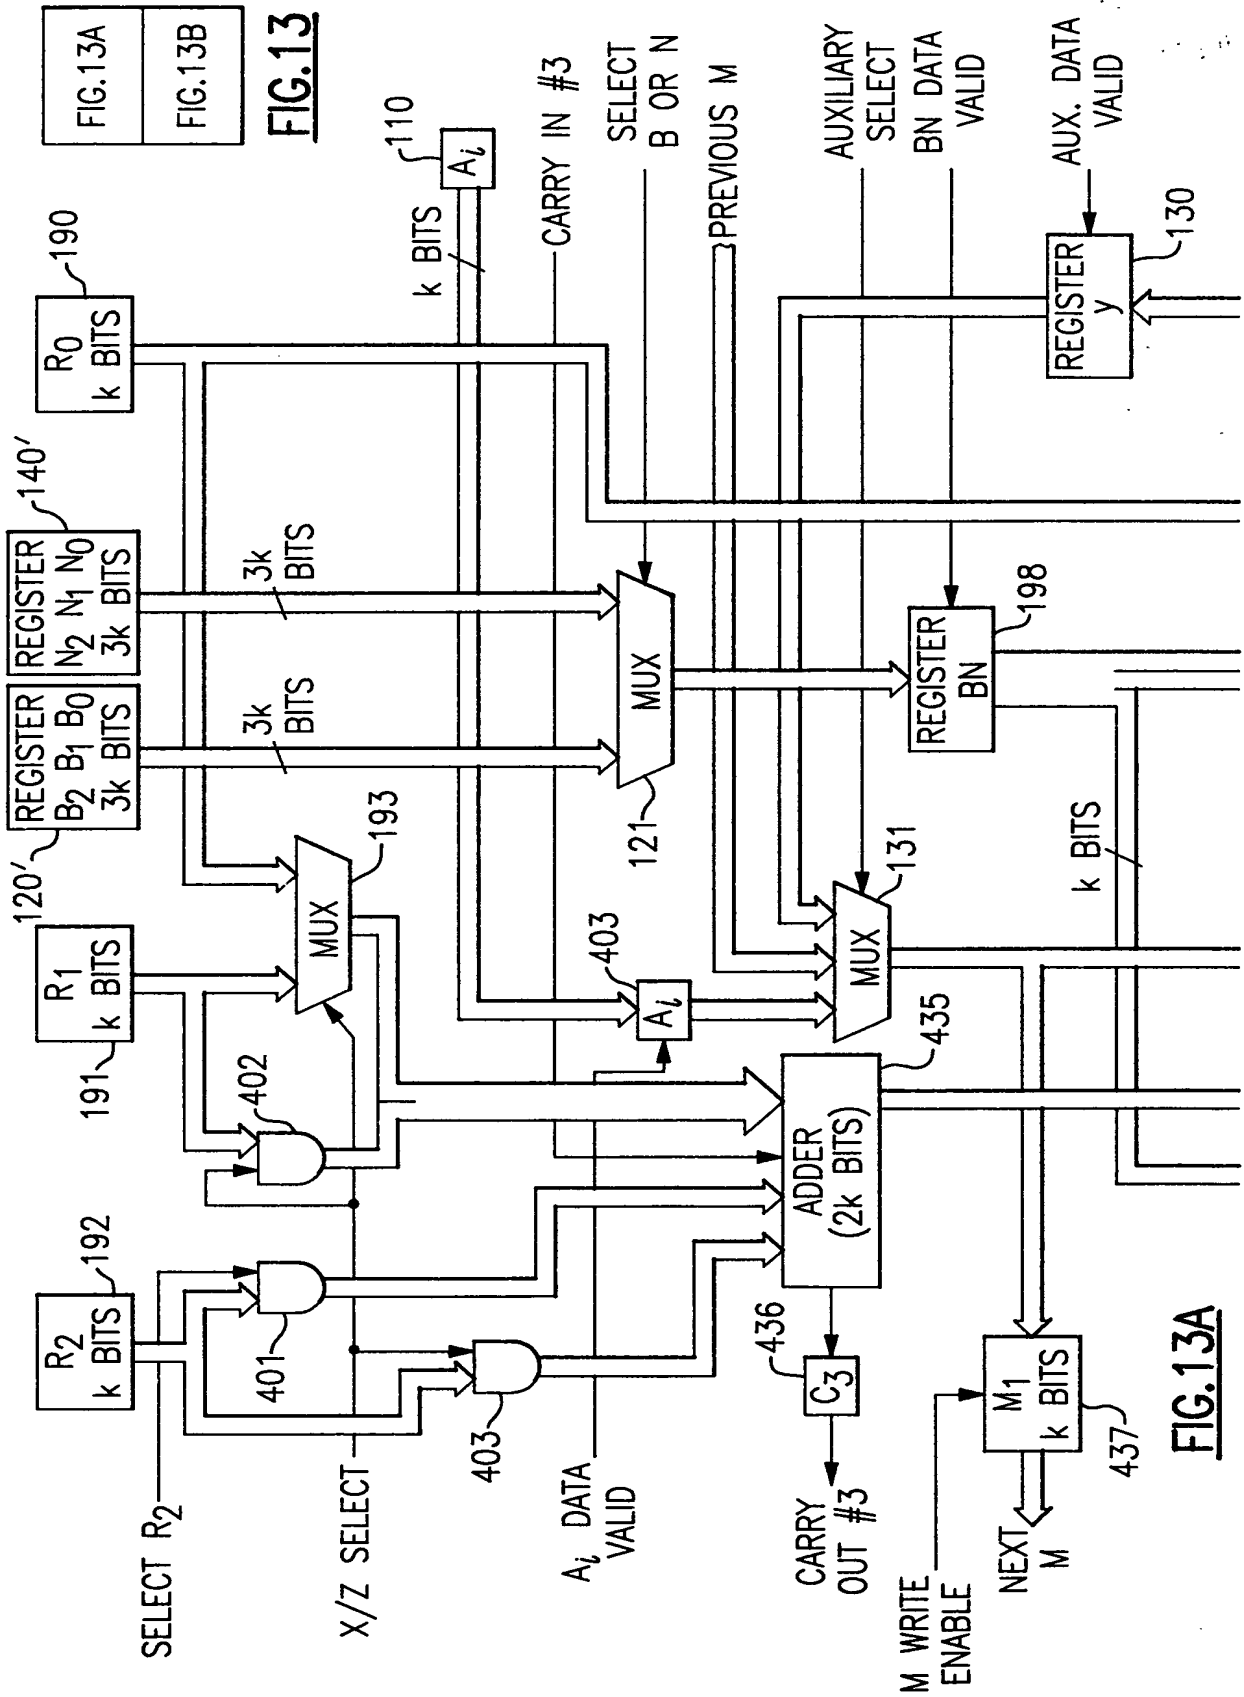 FIG.13A
FIG.13B
FIG.13
120'
REGISTER
B2 B1 B0
3k BITS
140'
REGISTER
N2 N1 N0
3k BITS
190
R0
k BITS
191
R1
k BITS
192
R2
k BITS
SELECT R2
X/Z SELECT
401
402
403
MUX
193
3k
BITS
3k
BITS
k BITS
Ai
110
CARRY IN #3
SELECT
B OR N
MUX
121
PREVIOUS M
Ai DATA
VALID
403
Ai
AUXILIARY
SELECT
BN DATA
VALID
AUX. DATA
VALID
MUX
131
ADDER
(2k BITS)
435
C3
436
CARRY
OUT #3
REGISTER
BN
198
REGISTER
y
130
k BITS
M WRITE
ENABLE
M1
k BITS
437
NEXT
M
FIG.13A